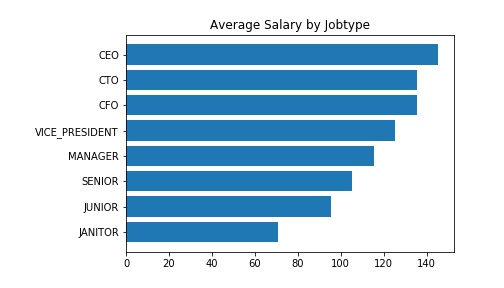 Average Salary by Jobtype
CEO
CTO
CFO
VICE_PRESIDENT
MANAGER
SENIOR
JUNIOR
JANITOR
0 20 40 60 80 100 120 140